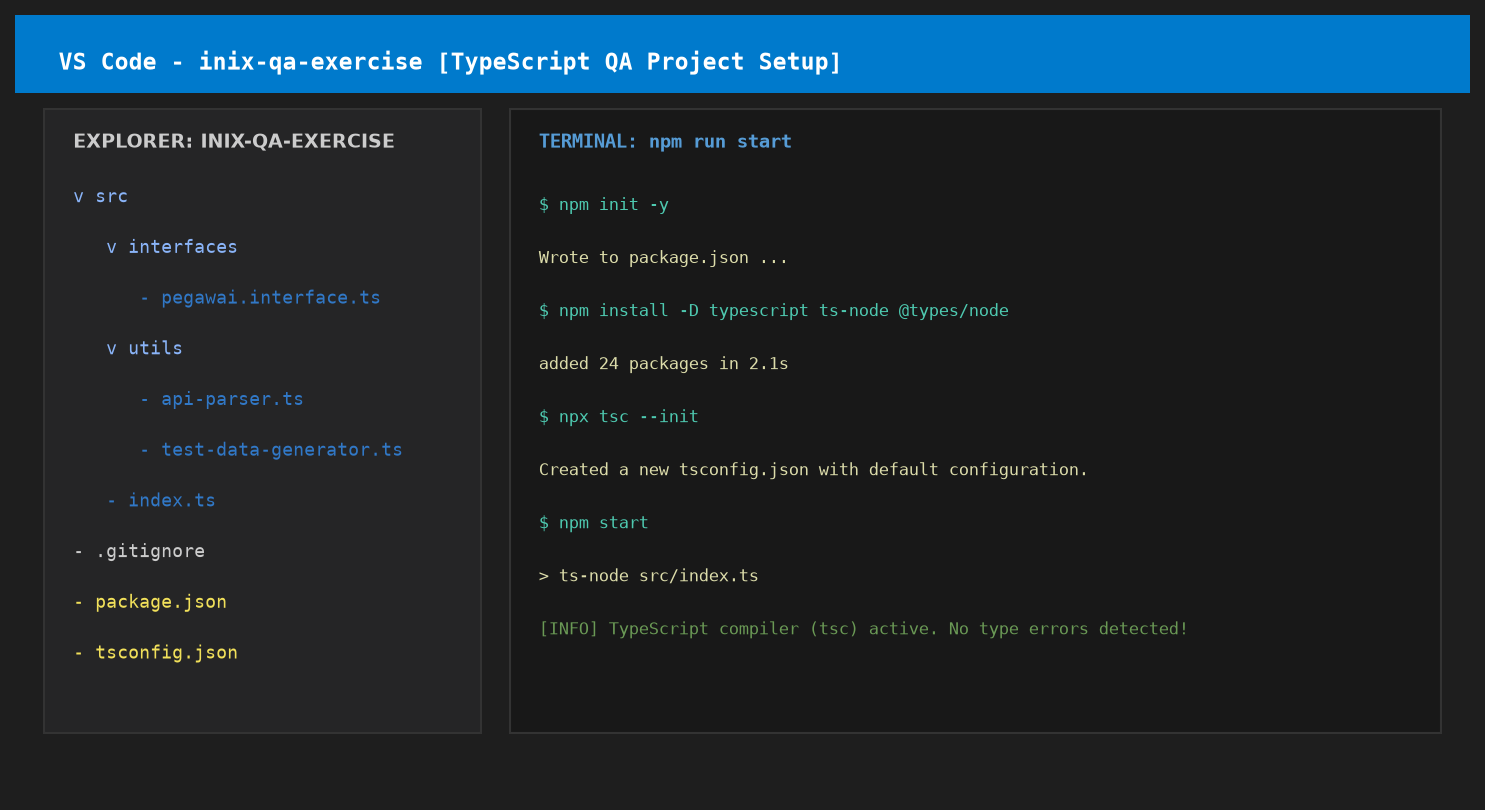 VS Code - inix-qa-exercise [TypeScript QA Project Setup]
EXPLORER: INIX-QA-EXERCISE
v src
v interfaces
- pegawai.interface.ts
v utils
- api-parser.ts
- test-data-generator.ts
- index.ts
- .gitignore
- package.json
- tsconfig.json
TERMINAL: npm run start
$ npm init -y
Wrote to package.json ...
$ npm install -D typescript ts-node @types/node
added 24 packages in 2.1s
$ npx tsc --init
Created a new tsconfig.json with default configuration.
$ npm start
> ts-node src/index.ts
[INFO] TypeScript compiler (tsc) active. No type errors detected!